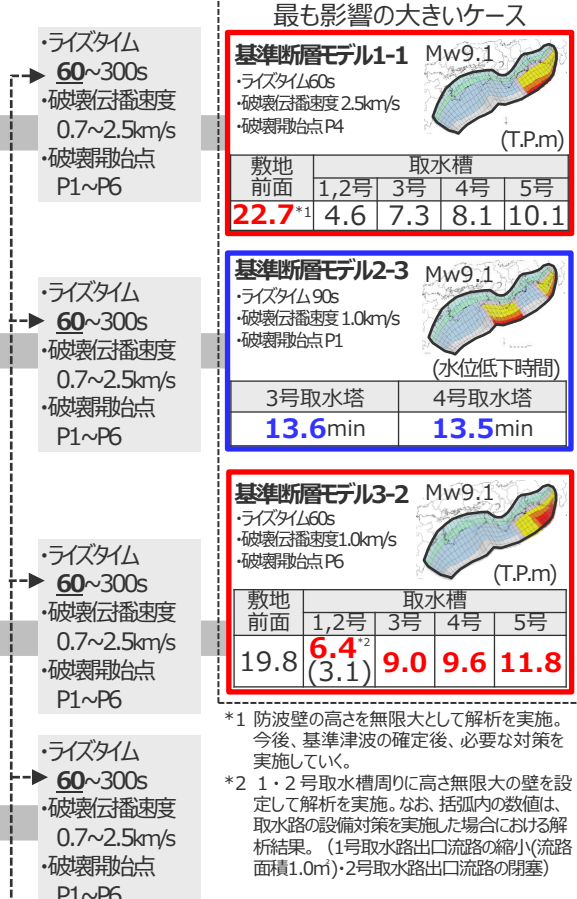 最も影響の大きいケース
・ライズタイム
60~300s
・破壊伝播速度
0.7~2.5km/s
・破壊開始点
P1~P6
基準断層モデル1-1 Mw9.1
・ライズタイム60s
・破壊伝播速度 2.5km/s
・破壊開始点 P4
(T.P.m)
敷地前面 取水槽
1,2号 3号 4号 5号
22.7*1 4.6 7.3 8.1 10.1
・ライズタイム
60~300s
・破壊伝播速度
0.7~2.5km/s
・破壊開始点
P1~P6
基準断層モデル2-3 Mw9.1
・ライズタイム 90s
・破壊伝播速度 1.0km/s
・破壊開始点 P1
(水位低下時間)
3号取水塔 4号取水塔
13.6min 13.5min
・ライズタイム
60~300s
・破壊伝播速度
0.7~2.5km/s
・破壊開始点
P1~P6
基準断層モデル3-2 Mw9.1
・ライズタイム60s
・破壊伝播速度1.0km/s
・破壊開始点 P6
(T.P.m)
敷地前面 取水槽
1,2号 3号 4号 5号
19.8 6.4*2 (3.1) 9.0 9.6 11.8
・ライズタイム
60~300s
・破壊伝播速度
0.7~2.5km/s
・破壊開始点
P1~P6
*1 防波壁の高さを無限大として解析を実施。
今後、基準津波の確定後、必要な対策を
実施していく。
*2 1・2号取水槽周りに高さ無限大の壁を設
定して解析を実施。なお、括弧内の数値は、
取水路の設備対策を実施した場合における解
析結果。（1号取水路出口流路の縮小(流路
面積1.0㎡)・2号取水路出口流路の閉塞）